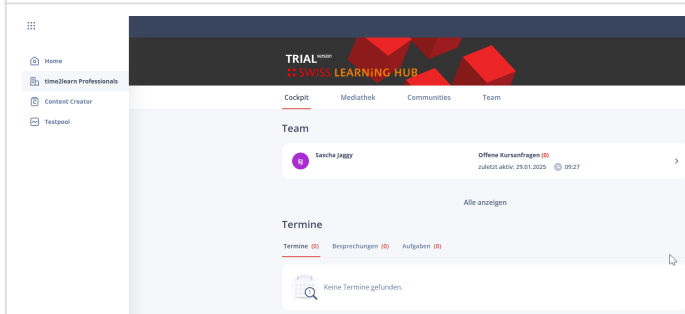 Home
time2learn Professionals
Content Creator
Testpool
TRIAL version
SWISS LEARNiNG HUB
Cockpit Mediathek Communities Team
Team
SJ Sascha Jaggy Offene Kursanfragen (0)
zuletzt aktiv: 29.01.2025 09:27
Alle anzeigen
Termine
Termine (0) Besprechungen (0) Aufgaben (0)
Keine Termine gefunden.